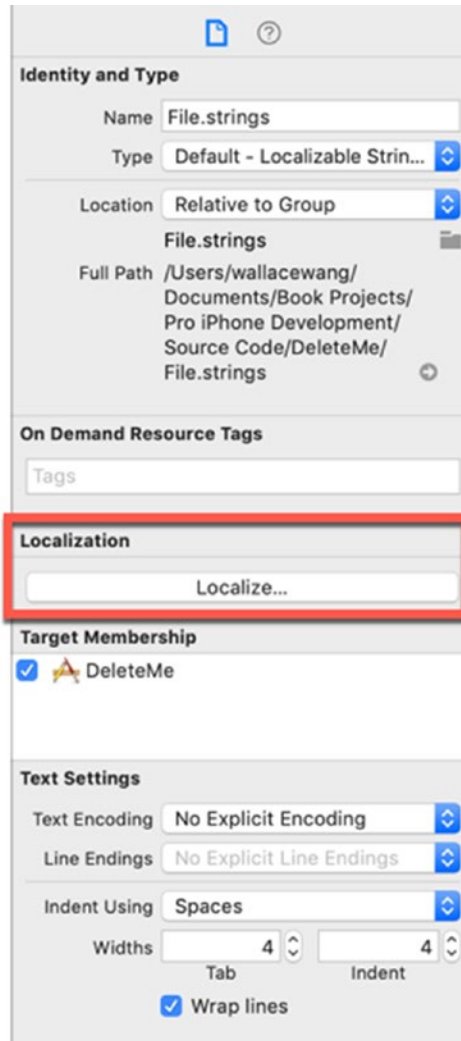 Identity and Type
Name File.strings
Type Default - Localizable Strin...
Location Relative to Group
File.strings
Full Path /Users/wallacewang/
Documents/Book Projects/
Pro iPhone Development/
Source Code/DeleteMe/
File.strings
On Demand Resource Tags
Tags
Localization
Localize...
Target Membership
DeleteMe
Text Settings
Text Encoding No Explicit Encoding
Line Endings No Explicit Line Endings
Indent Using Spaces
Widths 4 4
Tab Indent
Wrap lines